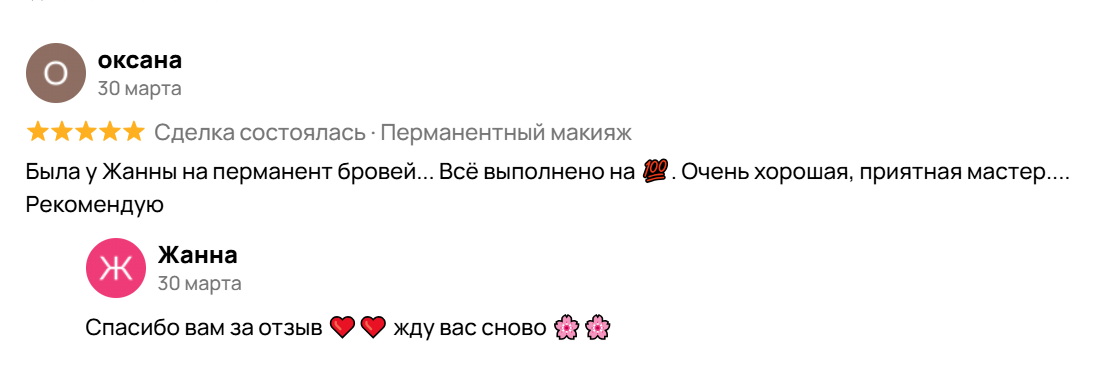 О
оксана
30 марта
Сделка состоялась · Перманентный макияж
Была у Жанны на перманент бровей... Всё выполнено на 💯. Очень хорошая, приятная мастер....
Рекомендую
Ж
Жанна
30 марта
Спасибо вам за отзыв ❤️❤️ жду вас сново 🌸🌸